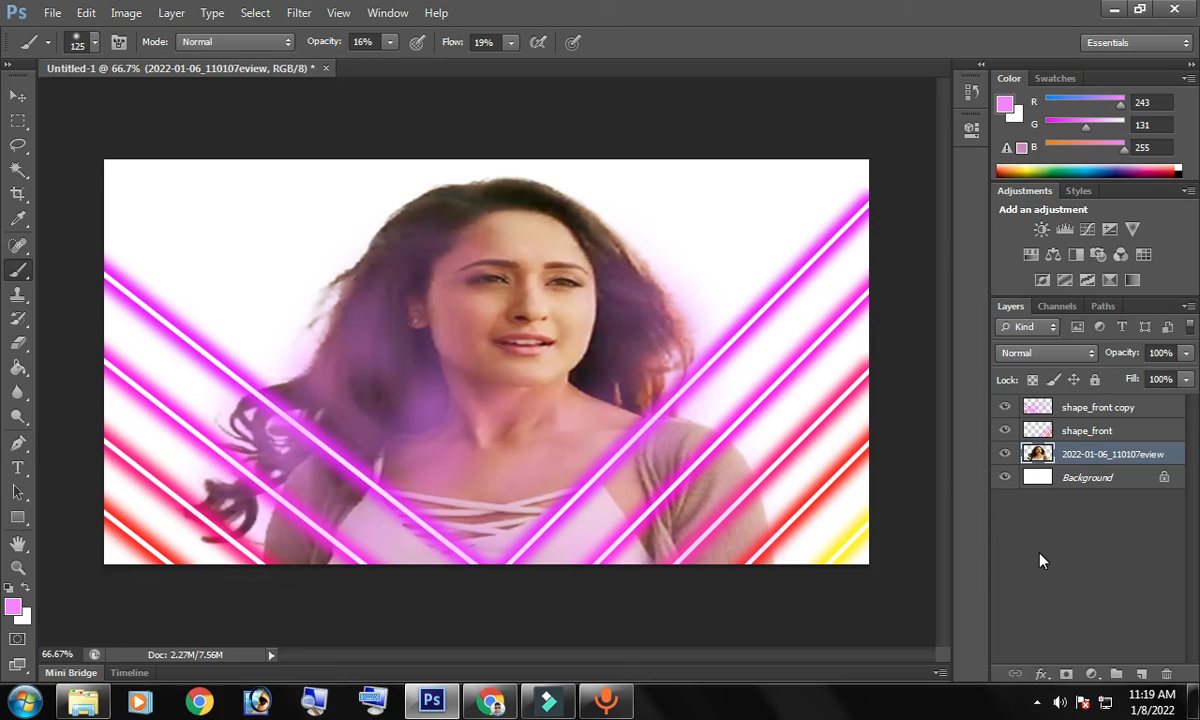 Ps File Edit Image Layer Type Select Filter View Window Help
125 Mode: Normal Opacity: 16% Flow: 19% Essentials
Untitled-1 @ 66.7% (2022-01-06_110107eview, RGB/8) * ×
Color Swatches
R 243
G 131
B 255
Adjustments Styles
Add an adjustment
Layers Channels Paths
Kind
Normal Opacity: 100%
Lock: Fill: 100%
shape_front copy
shape_front
2022-01-06_110107eview
Background
66.67% Doc: 2.27M/7.56M
Mini Bridge Timeline
Ps
11:19 AM
1/8/2022